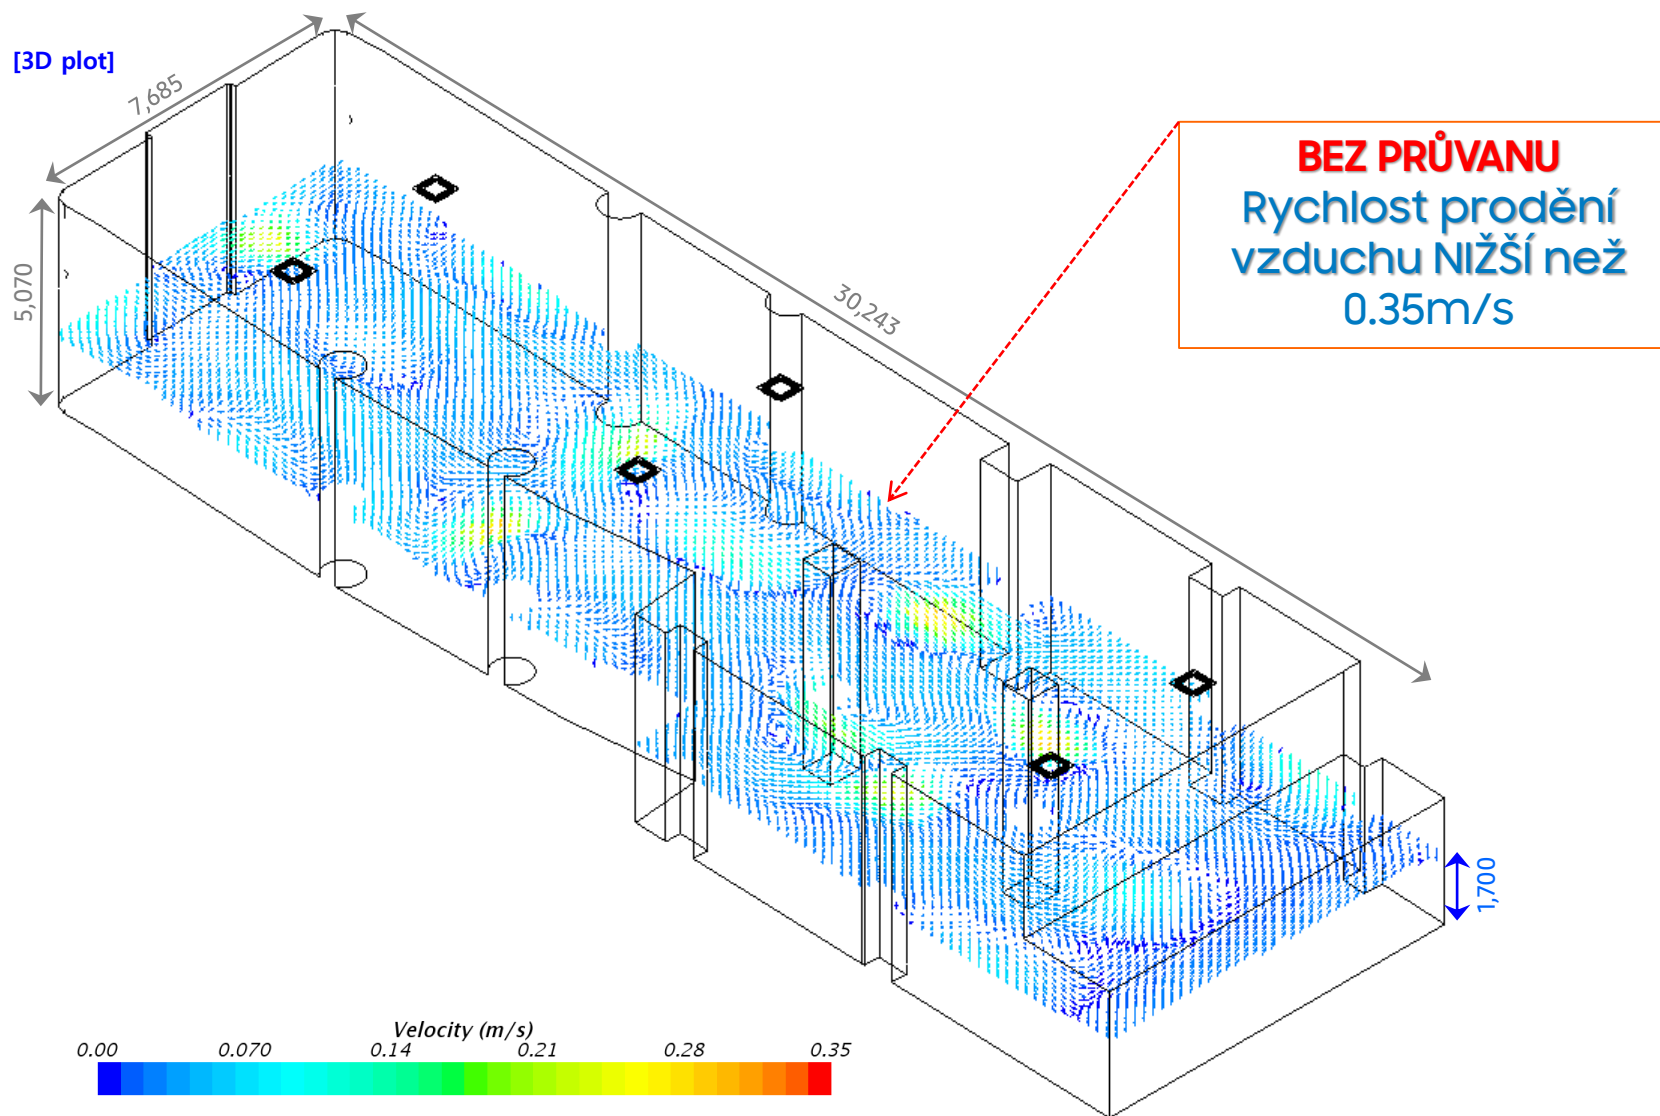 [3D plot]
7,685
5,070
30,243
BEZ PRŮVANU
Rychlost prodění
vzduchu NIŽŠÍ než
0.35m/s
1,700
Velocity (m/s)
0.00 0.070 0.14 0.21 0.28 0.35